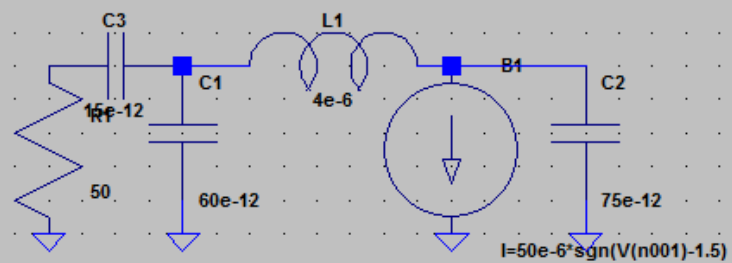 C3
L1
B1
C1
C2
15e-12
R1
4e-6
50
60e-12
75e-12
I=50e-6*sgn(V(n001)-1.5)